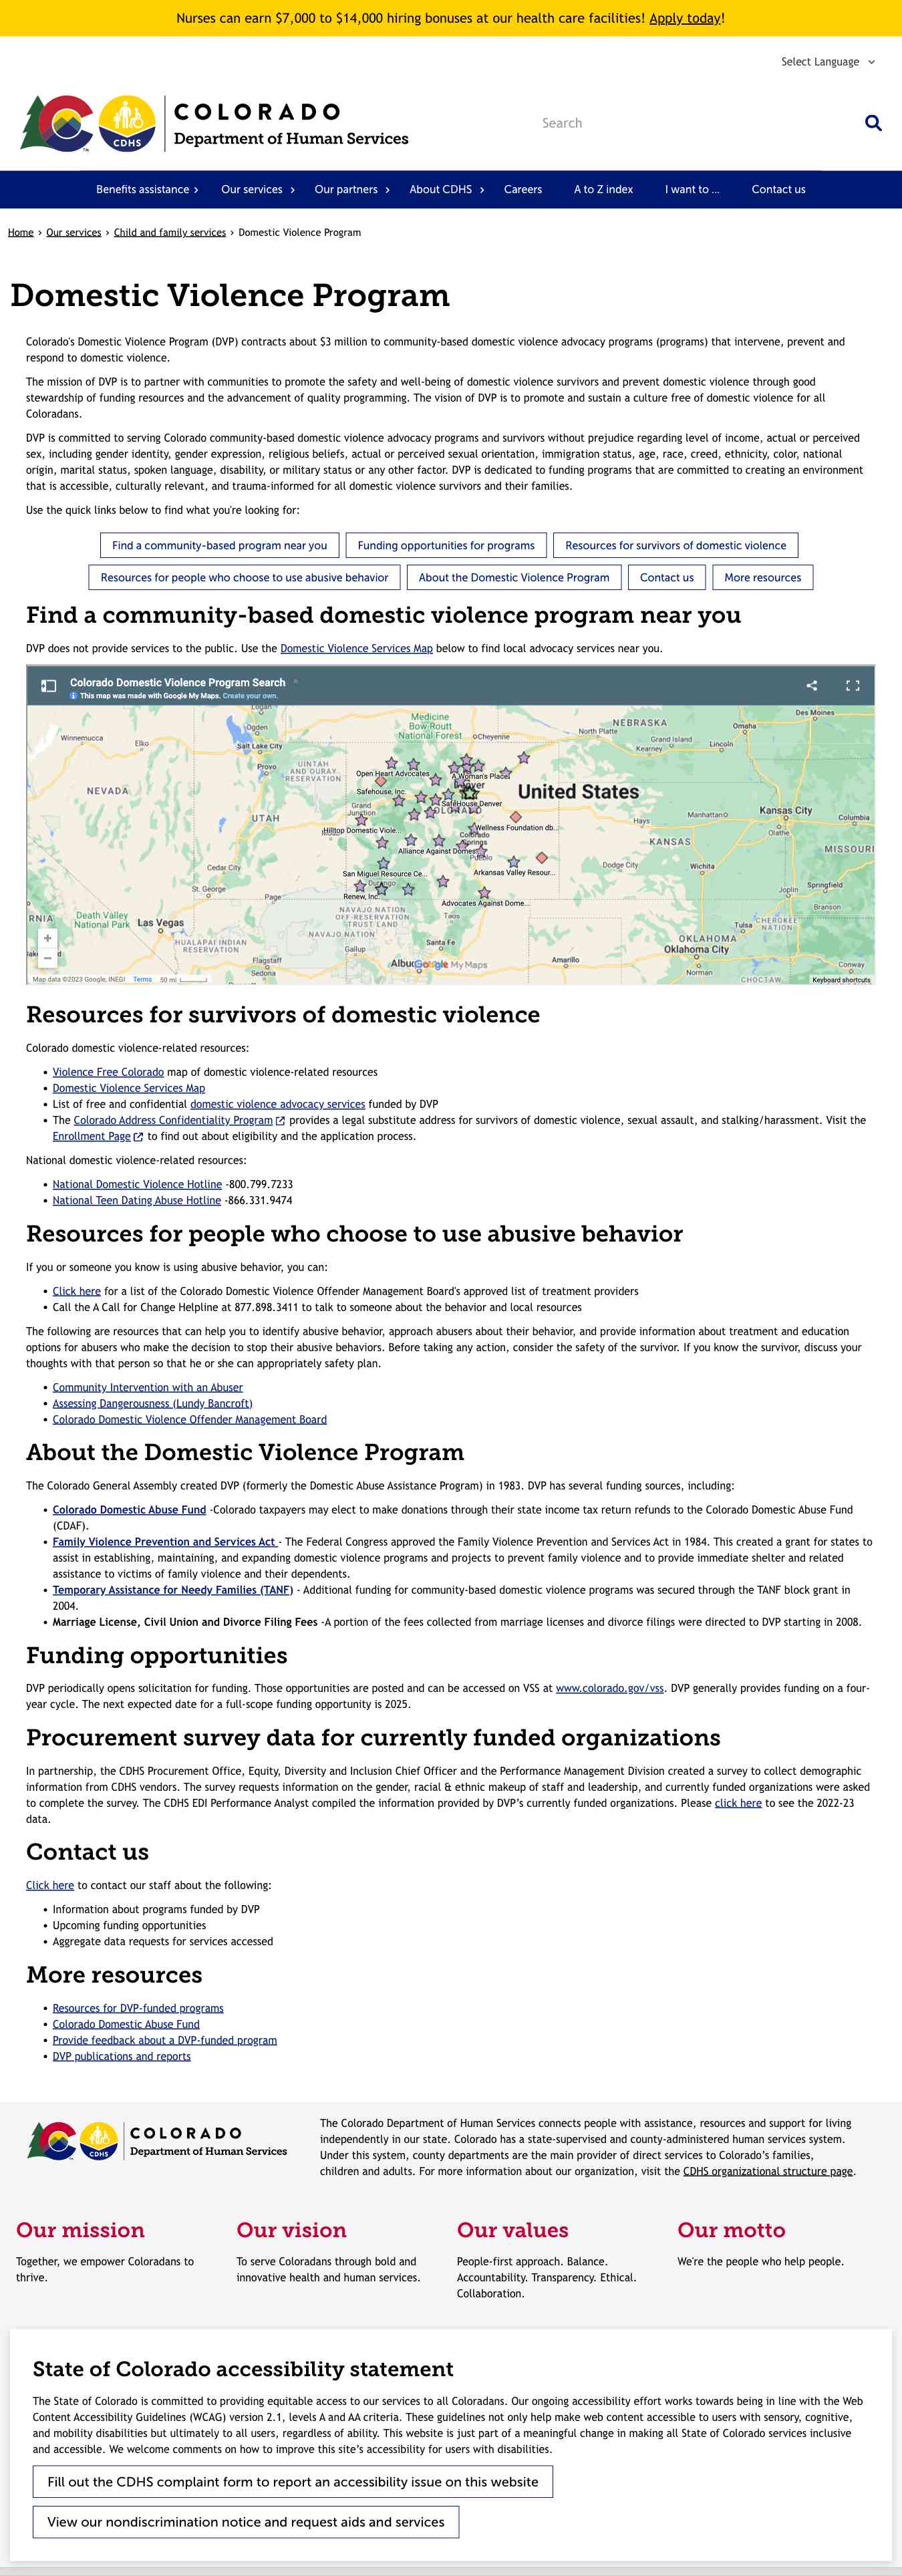 Nurses can earn $7,000 to $14,000 hiring bonuses at our health care facilities! Apply today!
Select Language
COLORADO
CDHS
Department of Human Services
Search
Benefits assistance
Our services
Our partners
About CDHS
Careers
A to Z index
I want to ...
Contact us
Home › Our services › Child and family services › Domestic Violence Program
Domestic Violence Program
Colorado's Domestic Violence Program (DVP) contracts about $3 million to community-based domestic violence advocacy programs (programs) that intervene, prevent and
respond to domestic violence.
The mission of DVP is to partner with communities to promote the safety and well-being of domestic violence survivors and prevent domestic violence through good
stewardship of funding resources and the advancement of quality programming. The vision of DVP is to promote and sustain a culture free of domestic violence for all
Coloradans.
DVP is committed to serving Colorado community-based domestic violence advocacy programs and survivors without prejudice regarding level of income, actual or perceived
sex, including gender identity, gender expression, religious beliefs, actual or perceived sexual orientation, immigration status, age, race, creed, ethnicity, color, national
origin, marital status, spoken language, disability, or military status or any other factor. DVP is dedicated to funding programs that are committed to creating an environment
that is accessible, culturally relevant, and trauma-informed for all domestic violence survivors and their families.
Use the quick links below to find what you're looking for:
Find a community-based program near you
Funding opportunities for programs
Resources for survivors of domestic violence
Resources for people who choose to use abusive behavior
About the Domestic Violence Program
Contact us
More resources
Find a community-based domestic violence program near you
DVP does not provide services to the public. Use the Domestic Violence Services Map below to find local advocacy services near you.
Colorado Domestic Violence Program Search
This map was made with Google My Maps. Create your own.
Logan
Medicine
Bow-Routt
National Forest
Des Moines
Winnemucca
Elko
Ogden
Salt Lake City
Cheyenne
NEBRASKA
North Platte
Omaha
Grand Island
Kearney
Lincoln
Provo
UINTAH
AND OURAY
RESERVATION
Open Heart Advocates
A Woman's Place
Safehouse, Inc.
United States
NEVADA
Grand
Junction
SafeHouse Denver
UTAH
COLORADO
Kansas City
Manhattan
Columbia
Hays
Hilltop Domestic Viole...
Wellness Foundation db...
Colorado
Springs
Olathe
KANSAS
MISSOURI
Alliance Against Domes...
Pueblo
Cedar City
San Miguel Resource Ce...
Arkansas Valley Resour...
Dodge City
Wichita
St. George
Durango
Joplin
Springfield
Page
Renew, Inc.
Advocates Against Dome...
Branson
Death Valley
National Park
Las Vegas
NAVAJO NATION
OFF-RESERVATION
TRUST LAND
Taos
Tulsa
CHEROKEE
NATION
HUALAPAI INDIAN
RESERVATION
NAVAJO NATION
Santa Fe
OKLAHOMA
Gallup
Oklahoma City
Flagstaff
Amarillo
Conway
Sedona
Norman
CHOCTAW
Google My Maps
Map data ©2023 Google, INEGI Terms 50 mi
Keyboard shortcuts
Resources for survivors of domestic violence
Colorado domestic violence-related resources:
• Violence Free Colorado map of domestic violence-related resources
• Domestic Violence Services Map
• List of free and confidential domestic violence advocacy services funded by DVP
• The Colorado Address Confidentiality Program provides a legal substitute address for survivors of domestic violence, sexual assault, and stalking/harassment. Visit the
Enrollment Page to find out about eligibility and the application process.
National domestic violence-related resources:
• National Domestic Violence Hotline -800.799.7233
• National Teen Dating Abuse Hotline -866.331.9474
Resources for people who choose to use abusive behavior
If you or someone you know is using abusive behavior, you can:
• Click here for a list of the Colorado Domestic Violence Offender Management Board's approved list of treatment providers
• Call the A Call for Change Helpline at 877.898.3411 to talk to someone about the behavior and local resources
The following are resources that can help you to identify abusive behavior, approach abusers about their behavior, and provide information about treatment and education
options for abusers who make the decision to stop their abusive behaviors. Before taking any action, consider the safety of the survivor. If you know the survivor, discuss your
thoughts with that person so that he or she can appropriately safety plan.
• Community Intervention with an Abuser
• Assessing Dangerousness (Lundy Bancroft)
• Colorado Domestic Violence Offender Management Board
About the Domestic Violence Program
The Colorado General Assembly created DVP (formerly the Domestic Abuse Assistance Program) in 1983. DVP has several funding sources, including:
• Colorado Domestic Abuse Fund -Colorado taxpayers may elect to make donations through their state income tax return refunds to the Colorado Domestic Abuse Fund
(CDAF).
• Family Violence Prevention and Services Act - The Federal Congress approved the Family Violence Prevention and Services Act in 1984. This created a grant for states to
assist in establishing, maintaining, and expanding domestic violence programs and projects to prevent family violence and to provide immediate shelter and related
assistance to victims of family violence and their dependents.
• Temporary Assistance for Needy Families (TANF) - Additional funding for community-based domestic violence programs was secured through the TANF block grant in
2004.
• Marriage License, Civil Union and Divorce Filing Fees -A portion of the fees collected from marriage licenses and divorce filings were directed to DVP starting in 2008.
Funding opportunities
DVP periodically opens solicitation for funding. Those opportunities are posted and can be accessed on VSS at www.colorado.gov/vss. DVP generally provides funding on a four-
year cycle. The next expected date for a full-scope funding opportunity is 2025.
Procurement survey data for currently funded organizations
In partnership, the CDHS Procurement Office, Equity, Diversity and Inclusion Chief Officer and the Performance Management Division created a survey to collect demographic
information from CDHS vendors. The survey requests information on the gender, racial & ethnic makeup of staff and leadership, and currently funded organizations were asked
to complete the survey. The CDHS EDI Performance Analyst compiled the information provided by DVP’s currently funded organizations. Please click here to see the 2022-23
data.
Contact us
Click here to contact our staff about the following:
• Information about programs funded by DVP
• Upcoming funding opportunities
• Aggregate data requests for services accessed
More resources
• Resources for DVP-funded programs
• Colorado Domestic Abuse Fund
• Provide feedback about a DVP-funded program
• DVP publications and reports
COLORADO
CDHS
Department of Human Services
The Colorado Department of Human Services connects people with assistance, resources and support for living
independently in our state. Colorado has a state-supervised and county-administered human services system.
Under this system, county departments are the main provider of direct services to Colorado’s families,
children and adults. For more information about our organization, visit the CDHS organizational structure page.
Our mission
Together, we empower Coloradans to
thrive.
Our vision
To serve Coloradans through bold and
innovative health and human services.
Our values
People-first approach. Balance.
Accountability. Transparency. Ethical.
Collaboration.
Our motto
We're the people who help people.
State of Colorado accessibility statement
The State of Colorado is committed to providing equitable access to our services to all Coloradans. Our ongoing accessibility effort works towards being in line with the Web
Content Accessibility Guidelines (WCAG) version 2.1, levels A and AA criteria. These guidelines not only help make web content accessible to users with sensory, cognitive,
and mobility disabilities but ultimately to all users, regardless of ability. This website is just part of a meaningful change in making all State of Colorado services inclusive
and accessible. We welcome comments on how to improve this site’s accessibility for users with disabilities.
Fill out the CDHS complaint form to report an accessibility issue on this website
View our nondiscrimination notice and request aids and services